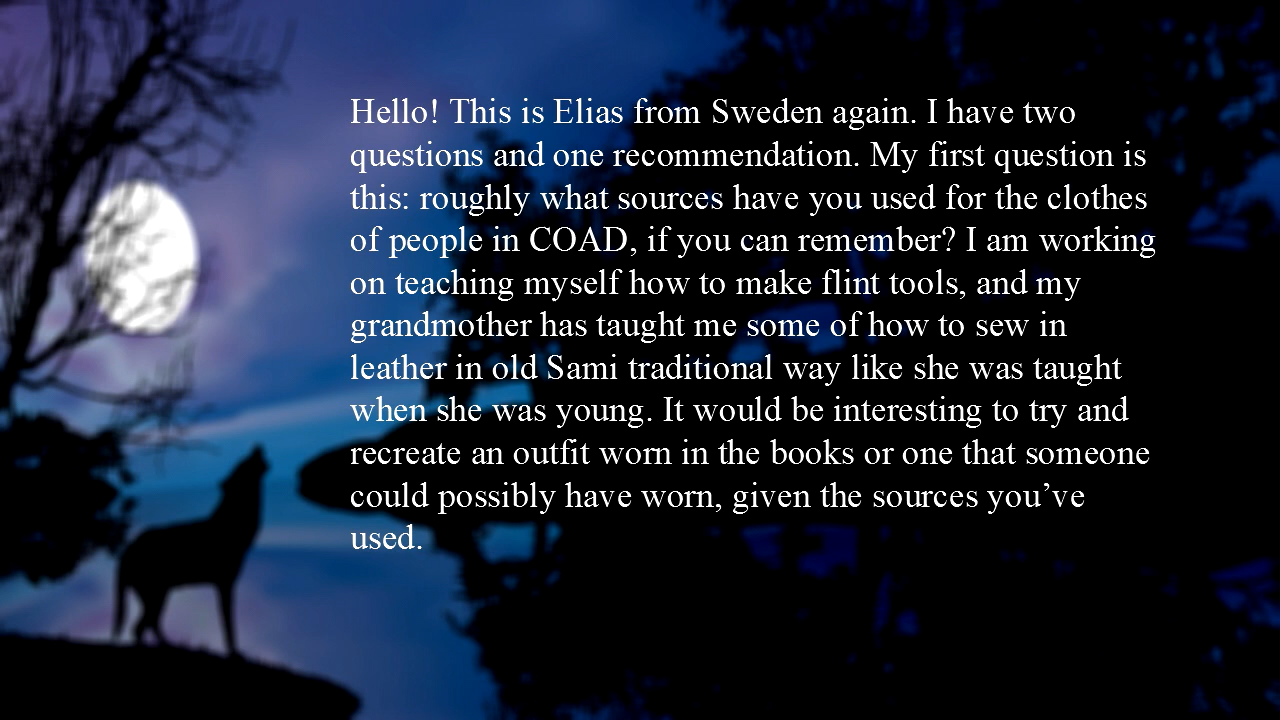 Hello! This is Elias from Sweden again. I have two
questions and one recommendation. My first question is
this: roughly what sources have you used for the clothes
of people in COAD, if you can remember? I am working
on teaching myself how to make flint tools, and my
grandmother has taught me some of how to sew in
leather in old Sami traditional way like she was taught
when she was young. It would be interesting to try and
recreate an outfit worn in the books or one that someone
could possibly have worn, given the sources you’ve
used.